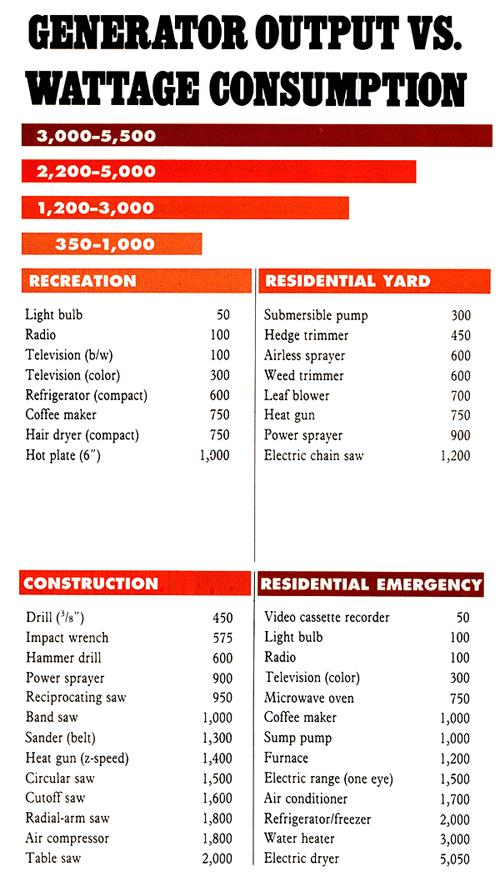 GENERATOR OUTPUT VS.
WATTAGE CONSUMPTION
3,000–5,500
2,200–5,000
1,200–3,000
350–1,000
RECREATION
Light bulb 50
Radio 100
Television (b/w) 100
Television (color) 300
Refrigerator (compact) 600
Coffee maker 750
Hair dryer (compact) 750
Hot plate (6″) 1,000
RESIDENTIAL YARD
Submersible pump 300
Hedge trimmer 450
Airless sprayer 600
Weed trimmer 600
Leaf blower 700
Heat gun 750
Power sprayer 900
Electric chain saw 1,200
CONSTRUCTION
Drill (3/8″) 450
Impact wrench 575
Hammer drill 600
Power sprayer 900
Reciprocating saw 950
Band saw 1,000
Sander (belt) 1,300
Heat gun (z-speed) 1,400
Circular saw 1,500
Cutoff saw 1,600
Radial-arm saw 1,800
Air compressor 1,800
Table saw 2,000
RESIDENTIAL EMERGENCY
Video cassette recorder 50
Light bulb 100
Radio 100
Television (color) 300
Microwave oven 750
Coffee maker 1,000
Sump pump 1,000
Furnace 1,200
Electric range (one eye) 1,500
Air conditioner 1,700
Refrigerator/freezer 2,000
Water heater 3,000
Electric dryer 5,050